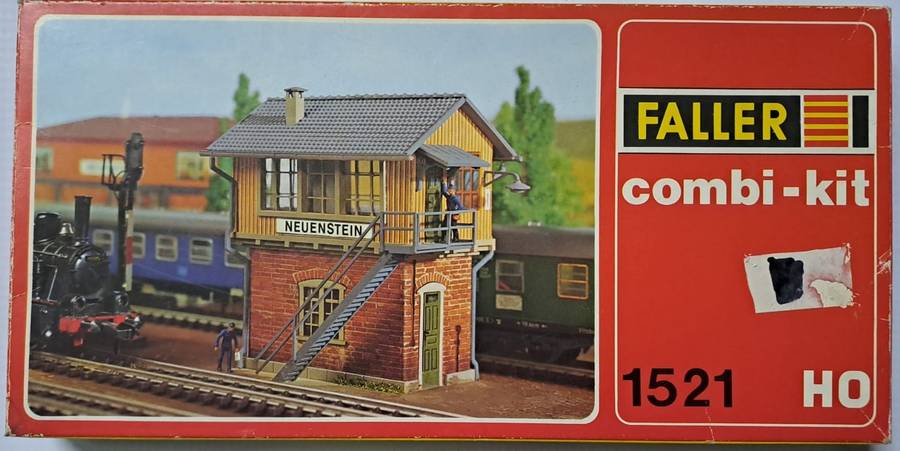 NEUENSTEIN
FALLER
combi-kit
1521 HO